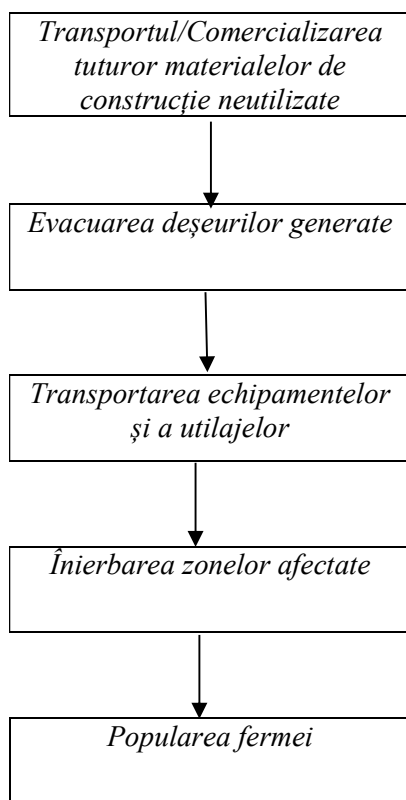 Transportul/Comercializarea
tuturor materialelor de
construcție neutilizate
Evacuarea deșeurilor generate
Transportarea echipamentelor
și a utilajelor
Înierbarea zonelor afectate
Popularea fermei